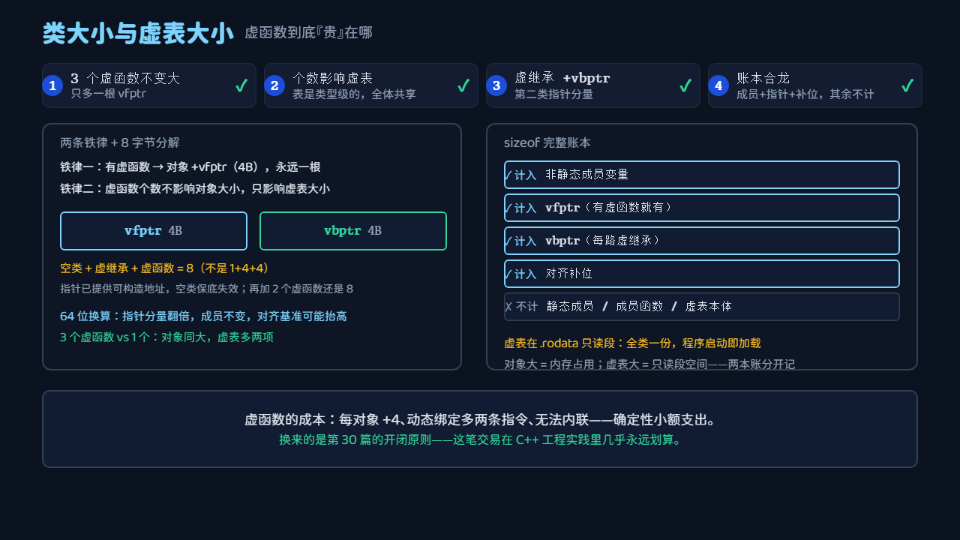 类大小与虚表大小 虚函数到底『贵』在哪
1 3 个虚函数不变大 ✓
只多一根 vfptr
2 个数影响虚表 ✓
表是类型级的，全体共享
3 虚继承 +vbptr ✓
第二类指针分量
4 账本合龙 ✓
成员+指针+补位，其余不计
两条铁律 + 8 字节分解
铁律一：有虚函数 → 对象 +vfptr（4B），永远一根
铁律二：虚函数个数不影响对象大小，只影响虚表大小
vfptr 4B
vbptr 4B
空类 + 虚继承 + 虚函数 = 8（不是 1+4+4）
指针已提供可构造地址，空类保底失效；再加 2 个虚函数还是 8
64 位换算：指针分量翻倍，成员不变，对齐基准可能抬高
3 个虚函数 vs 1 个：对象同大，虚表多两项
sizeof 完整账本
✓ 计入 非静态成员变量
✓ 计入 vfptr（有虚函数就有）
✓ 计入 vbptr（每路虚继承）
✓ 计入 对齐补位
✗ 不计 静态成员 / 成员函数 / 虚表本体
虚表在 .rodata 只读段：全类一份，程序启动即加载
对象大 = 内存占用；虚表大 = 只读段空间——两本账分开记
虚函数的成本：每对象 +4、动态绑定多两条指令、无法内联——确定性小额支出。
换来的是第 30 篇的开闭原则——这笔交易在 C++ 工程实践里几乎永远划算。